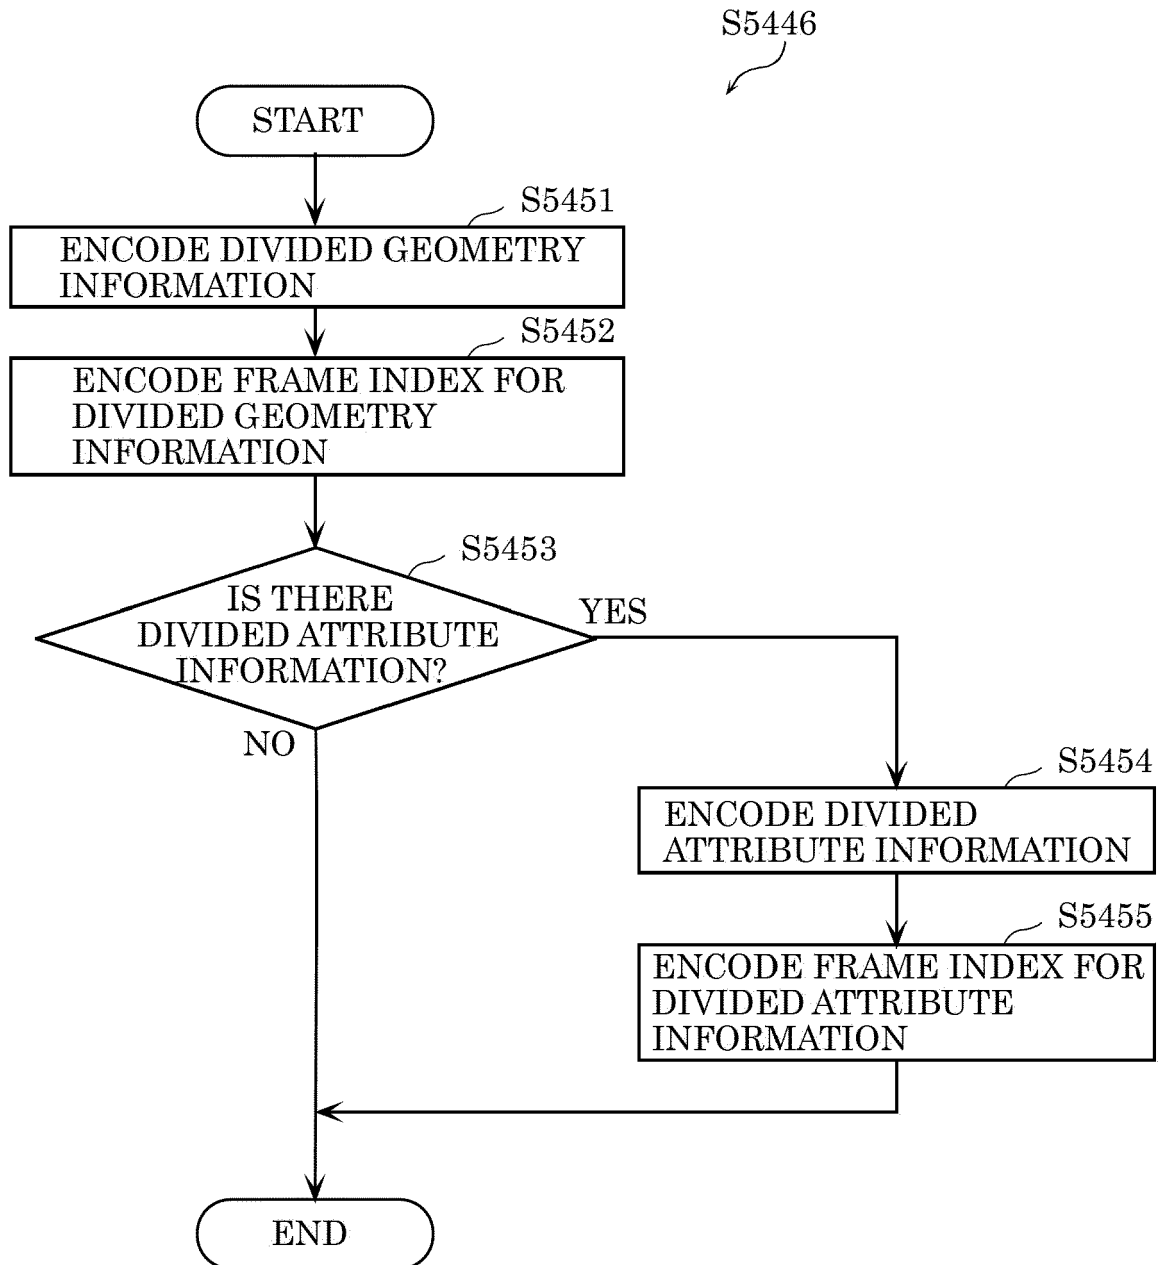 S5446
START
S5451
ENCODE DIVIDED GEOMETRY
INFORMATION
S5452
ENCODE FRAME INDEX FOR
DIVIDED GEOMETRY
INFORMATION
S5453
IS THERE
DIVIDED ATTRIBUTE
INFORMATION?
YES
NO
S5454
ENCODE DIVIDED
ATTRIBUTE INFORMATION
S5455
ENCODE FRAME INDEX FOR
DIVIDED ATTRIBUTE
INFORMATION
END